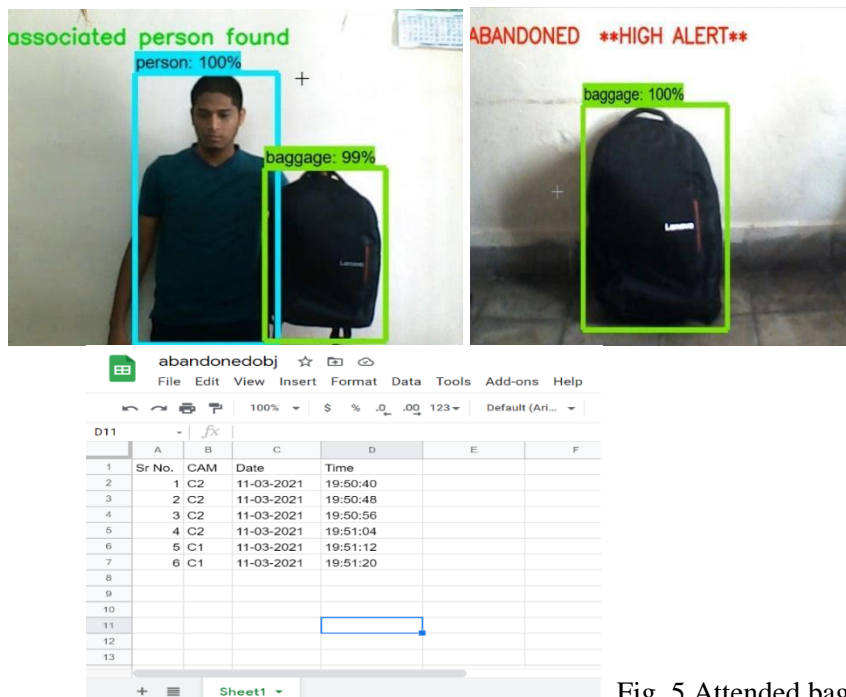 associated person found
person: 100%
baggage: 99%
Lenovo
ABANDONED **HIGH ALERT**
baggage: 100%
Lenovo
abandonedobj
File Edit View Insert Format Data Tools Add-ons Help
100% $ % .0 .00 123 Default (Ari...
D11 fx
A B C D E F
1 Sr No. CAM Date Time
2 1 C2 11-03-2021 19:50:40
3 2 C2 11-03-2021 19:50:48
4 3 C2 11-03-2021 19:50:56
5 4 C2 11-03-2021 19:51:04
6 5 C1 11-03-2021 19:51:12
7 6 C1 11-03-2021 19:51:20
8
9
10
11
12
13
+ Sheet1
Fig. 5 Attended bag